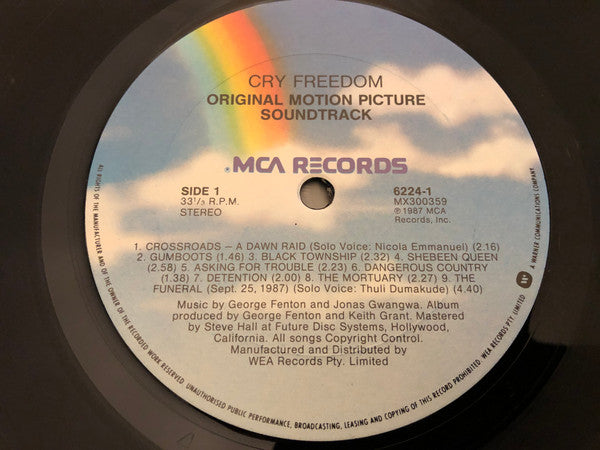 CRY FREEDOM
ORIGINAL MOTION PICTURE
SOUNDTRACK
MCA RECORDS
SIDE 1
33⅓ R.P.M.
STEREO
6224-1
MX300359
℗1987 MCA
Records, Inc.
1. CROSSROADS – A DAWN RAID (Solo Voice: Nicola Emmanuel) (2.16)
2. GUMBOOTS (1.46) 3. BLACK TOWNSHIP (2.32) 4. SHEBEEN QUEEN
(2.58) 5. ASKING FOR TROUBLE (2.23) 6. DANGEROUS COUNTRY
(1.38) 7. DETENTION (2.00) 8. THE MORTUARY (2.27) 9. THE
FUNERAL (Sept. 25, 1987) (Solo Voice: Thuli Dumakude) (4.40)
Music by George Fenton and Jonas Gwangwa. Album
produced by George Fenton and Keith Grant, Mastered
by Steve Hall at Future Disc Systems, Hollywood,
California. All songs Copyright Control.
Manufactured and Distributed by
WEA Records Pty. Limited
ALL RIGHTS OF THE MANUFACTURER AND OF THE OWNER OF THE RECORDED WORK RESERVED. UNAUTHORISED PUBLIC PERFORMANCE, BROADCASTING, LEASING AND COPYING OF THIS RECORD PROHIBITED. WEA RECORDS PTY. LIMITED
A WARNER COMMUNICATIONS COMPANY